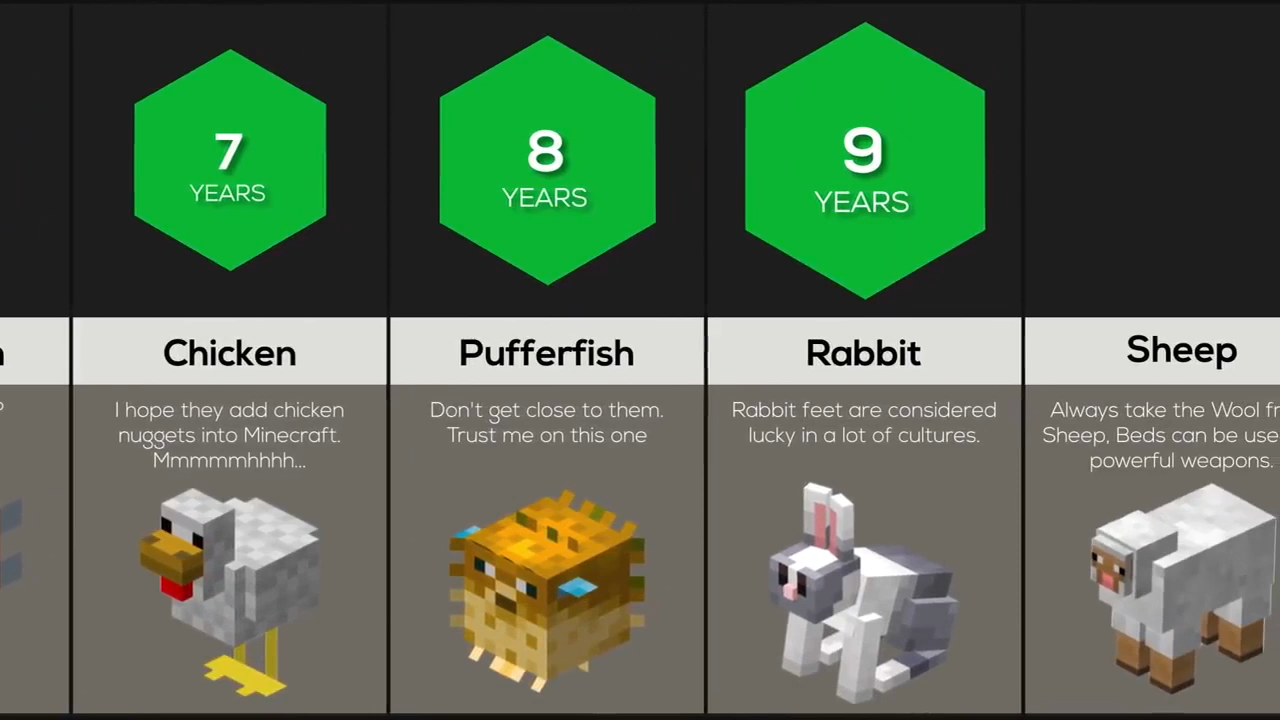 7
YEARS
8
YEARS
9
YEARS
Chicken
Pufferfish
Rabbit
Sheep
I hope they add chicken
nuggets into Minecraft.
Mmmmmhhhh...
Don't get close to them.
Trust me on this one
Rabbit feet are considered
lucky in a lot of cultures.
Always take the Wool
Sheep, Beds can be
powerful weapons.